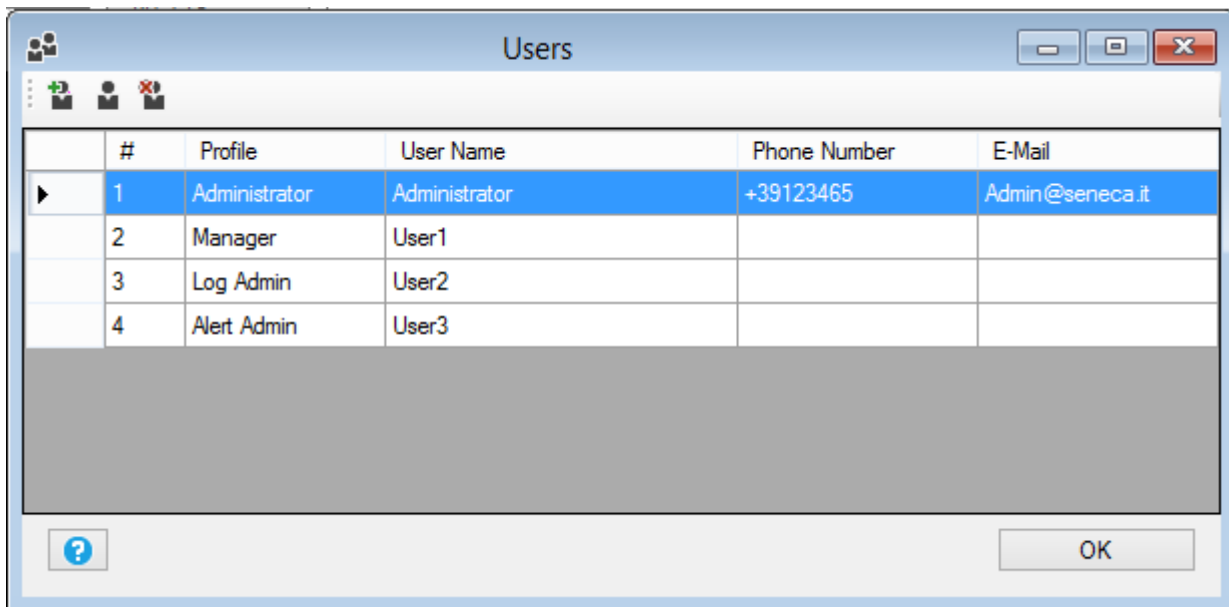 Users
# Profile User Name Phone Number E-Mail
1 Administrator Administrator +39123465 Admin@seneca.it
2 Manager User1
3 Log Admin User2
4 Alert Admin User3
?
OK